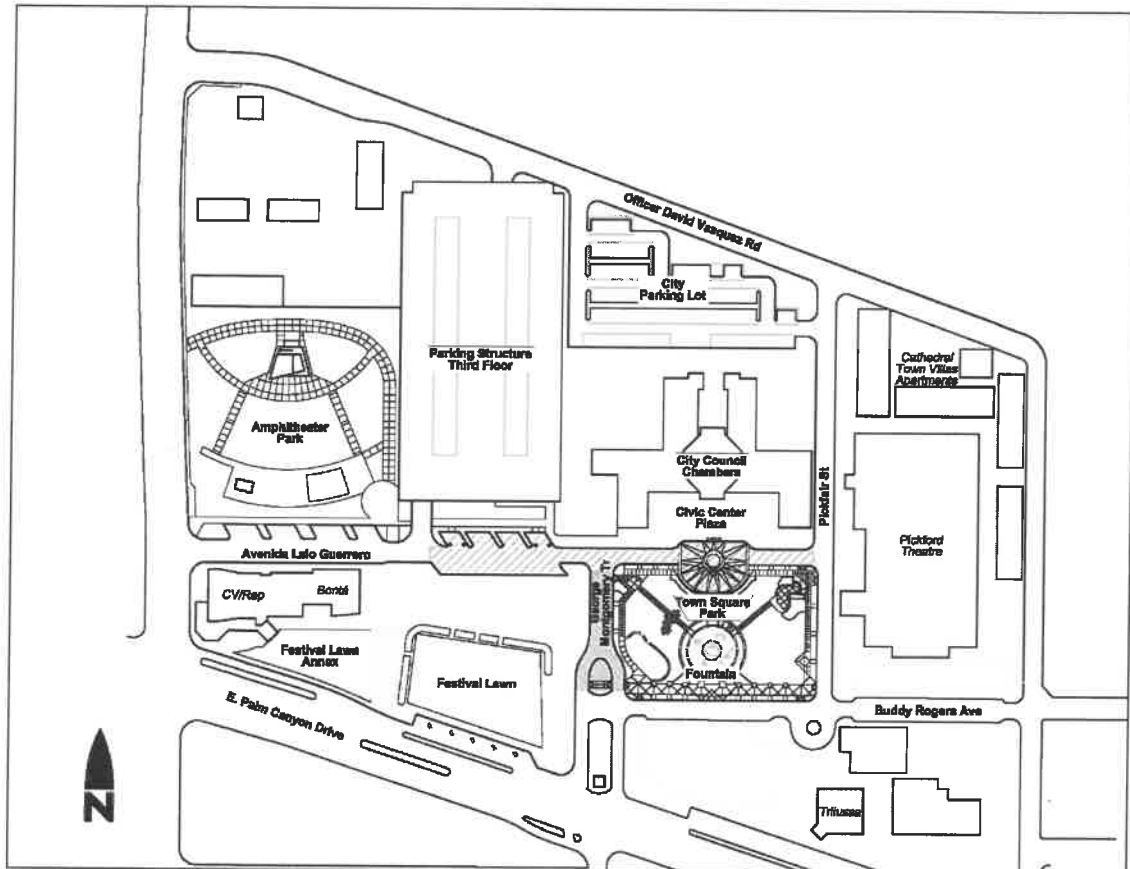 Officer David Vasquez Rd
City
Parking Lot
Parking Structure
Third Floor
Cathedral
Town Villas
Apartments
Amphitheater
Park
City Council
Chambers
Pickfair St
Civic Center
Plaza
Pickford
Theatre
Avenida Lalo Guerrero
George
Montgomery Tr
CV/Rep
Bonté
Town Square
Park
Festival Lawn
Annex
Festival Lawn
Fountain
E. Palm Canyon Drive
Buddy Rogers Ave
N
Trilussa